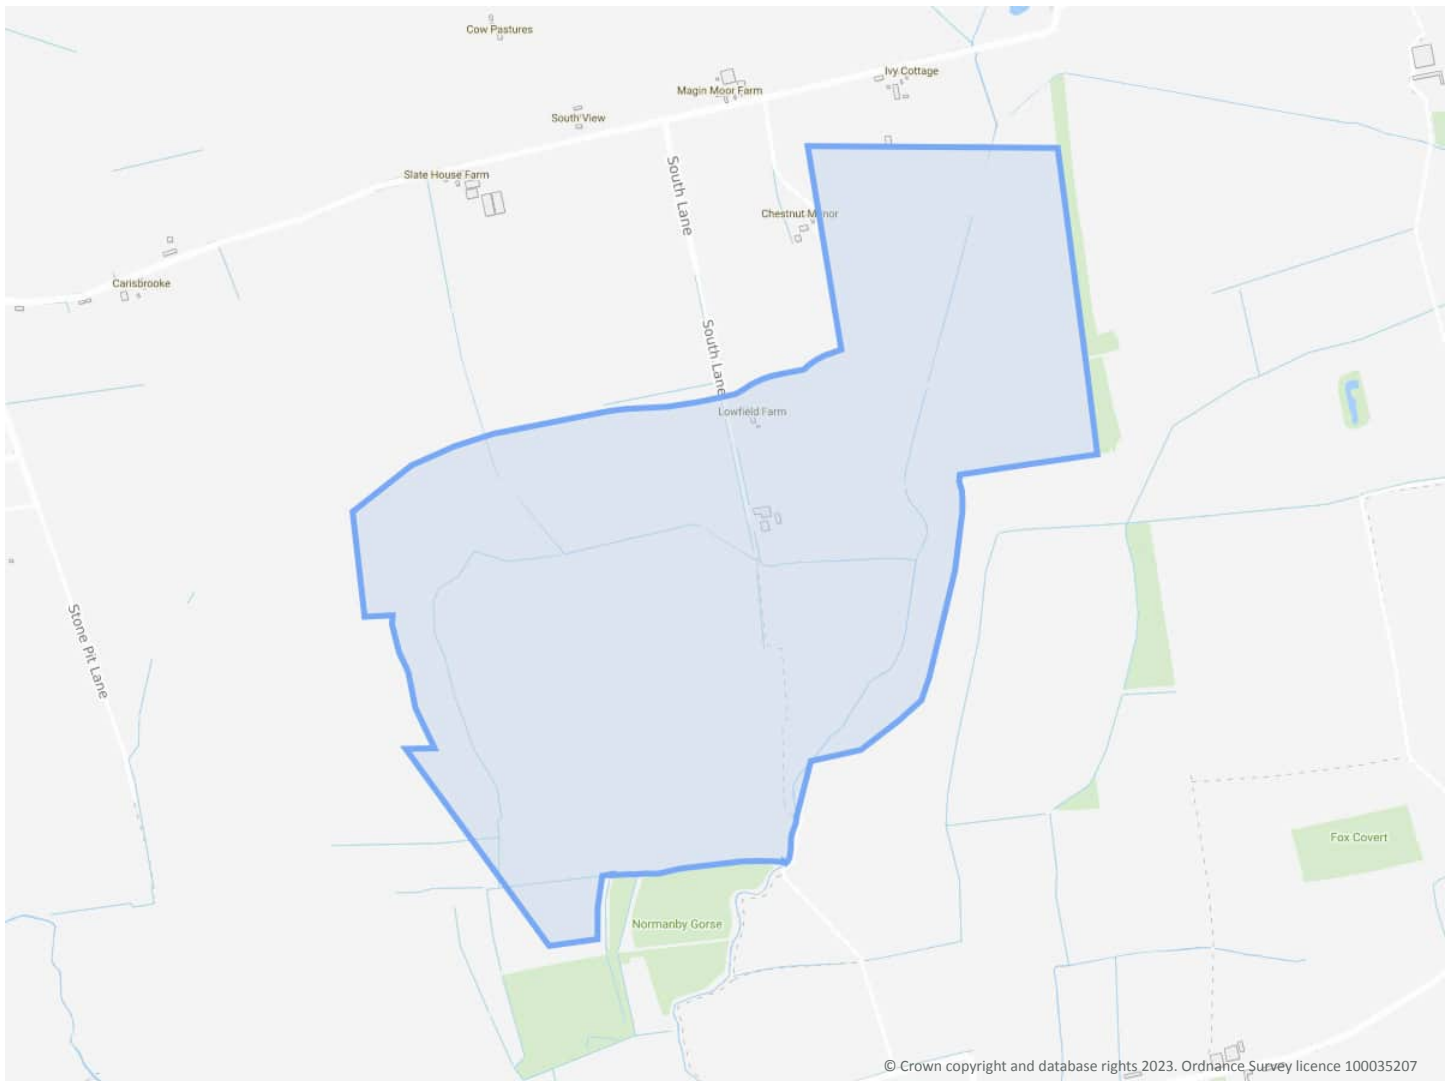 Cow Pastures
Ivy Cottage
Magin Moor Farm
South View
Slate House Farm
South Lane
Chestnut M nor
Carisbrooke
South Lane
Lowfield Farm
Stone Pit Lane
Fox Covert
Normanby Gorse
© Crown copyright and database rights 2023. Ordnance Survey licence 100035207